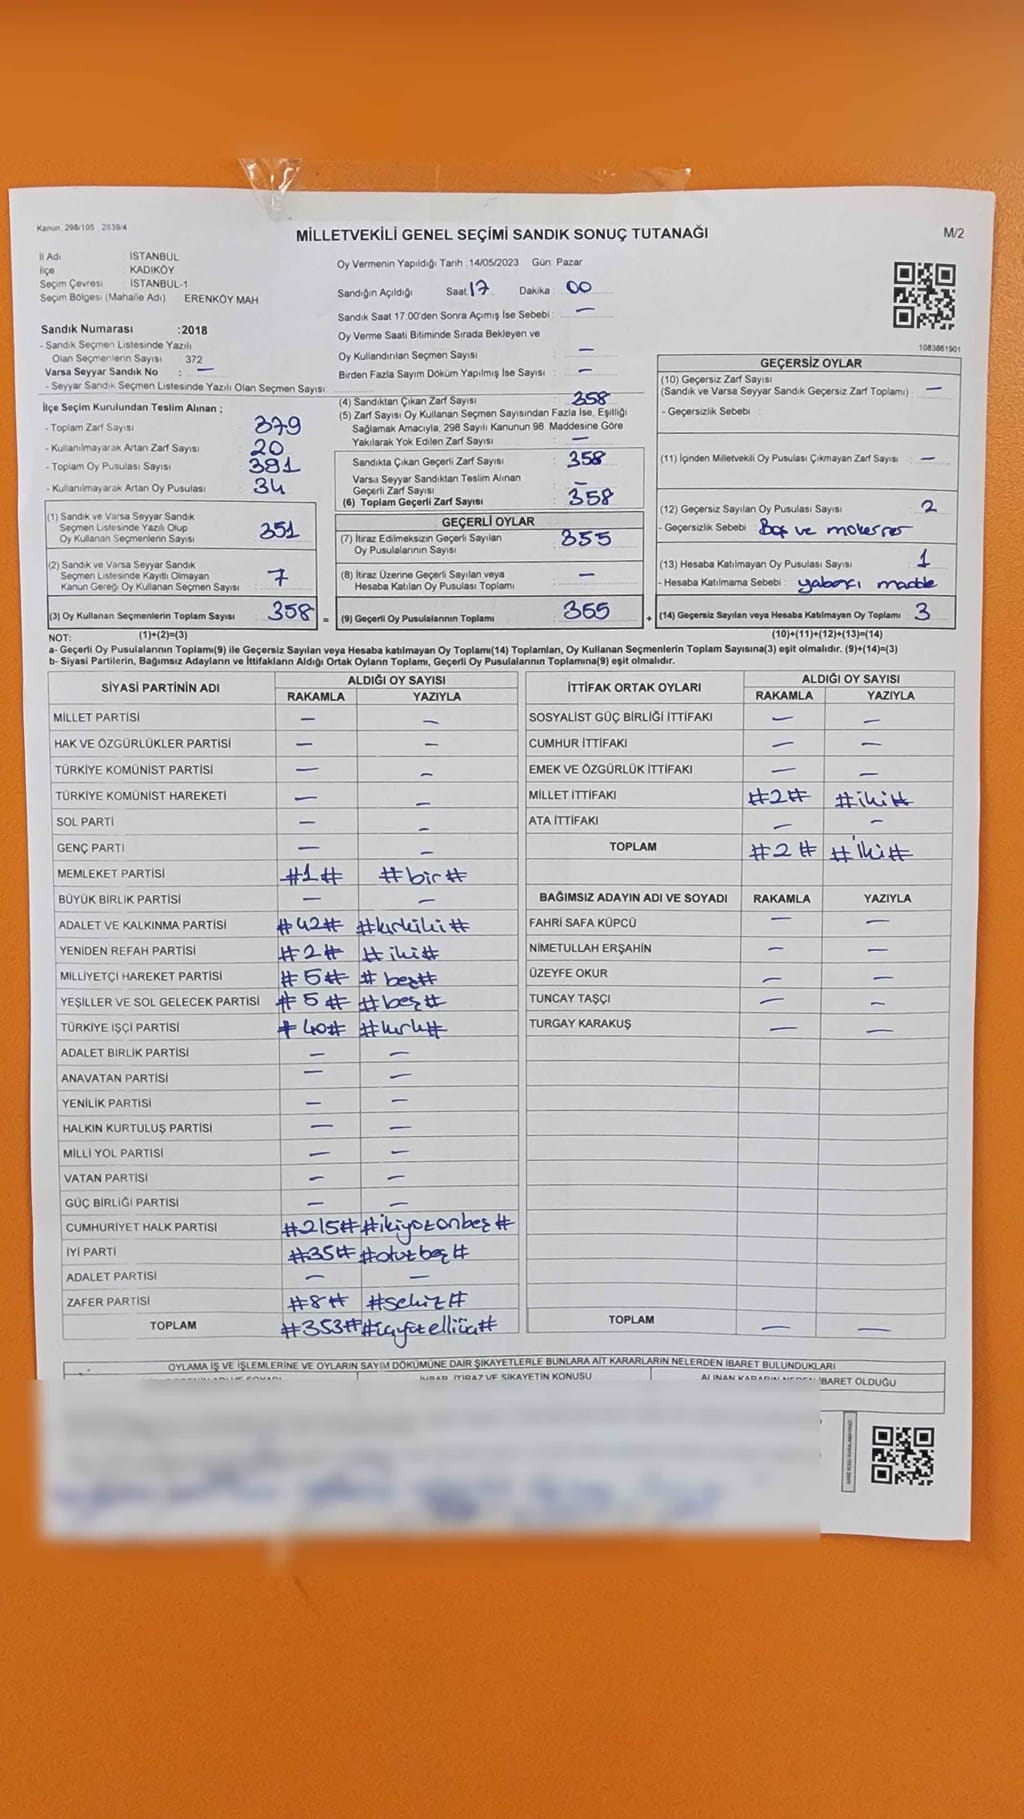 Kanun. 298/105 , 2839/4
MİLLETVEKİLİ GENEL SEÇİMİ SANDIK SONUÇ TUTANAĞI
M/2
İl Adı İSTANBUL
İlçe KADIKÖY
Seçim Çevresi İSTANBUL-1
Seçim Bölgesi (Mahalle Adı) ERENKÖY MAH
Oy Vermenin Yapıldığı Tarih :14/05/2023 Gün: Pazar
Sandığın Açıldığı Saat 17 Dakika : 00
Sandık Saat 17.00'den Sonra Açımış İse Sebebi : —
Oy Verme Saati Bitiminde Sırada Bekleyen ve
Oy Kullandırılan Seçmen Sayısı —
Birden Fazla Sayım Döküm Yapılmış İse Sayısı : —
1083861901
Sandık Numarası :2018
- Sandık Seçmen Listesinde Yazılı
Olan Seçmenlerin Sayısı 372
Varsa Seyyar Sandık No : —
- Seyyar Sandık Seçmen Listesinde Yazılı Olan Seçmen Sayısı:
İlçe Seçim Kurulundan Teslim Alınan ;
- Toplam Zarf Sayısı 379
- Kullanılmayarak Artan Zarf Sayısı 20
- Toplam Oy Pusulası Sayısı 391
- Kullanılmayarak Artan Oy Pusulası 34
(1) Sandık ve Varsa Seyyar Sandık
Seçmen Listesinde Yazılı Olup
Oy Kullanan Seçmenlerin Sayısı 351
(2) Sandık ve Varsa Seyyar Sandık
Seçmen Listesinde Kayıtlı Olmayan
Kanun Gereği Oy Kullanan Seçmen Sayısı 7
(3) Oy Kullanan Seçmenlerin Toplam Sayısı 358 =
(4) Sandıktan Çıkan Zarf Sayısı : 358
(5) Zarf Sayısı Oy Kullanan Seçmen Sayısından Fazla İse, Eşitliği
Sağlamak Amacıyla, 298 Sayılı Kanunun 98. Maddesine Göre
Yakılarak Yok Edilen Zarf Sayısı : —
Sandıkta Çıkan Geçerli Zarf Sayısı : 358
Varsa Seyyar Sandıktan Teslim Alınan
Geçerli Zarf Sayısı : —
(6) Toplam Geçerli Zarf Sayısı : 358
GEÇERLİ OYLAR
(7) İtiraz Edilmeksizin Geçerli Sayılan
Oy Pusulalarının Sayısı : 355
(8) İtiraz Üzerine Geçerli Sayılan veya
Hesaba Katılan Oy Pusulası Toplamı : —
(9) Geçerli Oy Pusulalarının Toplamı : 355 +
GEÇERSİZ OYLAR
(10) Geçersiz Zarf Sayısı
(Sandık ve Varsa Seyyar Sandık Geçersiz Zarf Toplamı) : —
- Geçersizlik Sebebi :
(11) İçinden Milletvekili Oy Pusulası Çıkmayan Zarf Sayısı : —
(12) Geçersiz Sayılan Oy Pusulası Sayısı : 2
- Geçersizlik Sebebi : Boş ve mükerrer
(13) Hesaba Katılmayan Oy Pusulası Sayısı : 1
- Hesaba Katılmama Sebebi : yabancı madde
(14) Geçersiz Sayılan veya Hesaba Katılmayan Oy Toplamı : 3
NOT: (1)+(2)=(3)
(10)+(11)+(12)+(13)=(14)
a- Geçerli Oy Pusulalarının Toplamı(9) ile Geçersiz Sayılan veya Hesaba katılmayan Oy Toplamı(14) Toplamları, Oy Kullanan Seçmenlerin Toplam Sayısına(3) eşit olmalıdır. (9)+(14)=(3)
b- Siyasi Partilerin, Bağımsız Adayların ve İttifakların Aldığı Ortak Oyların Toplamı, Geçerli Oy Pusulalarının Toplamına(9) eşit olmalıdır.
SİYASİ PARTİNİN ADI ALDIĞI OY SAYISI
RAKAMLA YAZIYLA
MİLLET PARTİSİ — —
HAK VE ÖZGÜRLÜKLER PARTİSİ — —
TÜRKİYE KOMÜNİST PARTİSİ — —
TÜRKİYE KOMÜNİST HAREKETİ — —
SOL PARTİ — —
GENÇ PARTİ — —
MEMLEKET PARTİSİ #1# #bir#
BÜYÜK BİRLİK PARTİSİ — —
ADALET VE KALKINMA PARTİSİ #42# #kırkiki#
YENİDEN REFAH PARTİSİ #2# #iki#
MİLLİYETÇİ HAREKET PARTİSİ #5# #beş#
YEŞİLLER VE SOL GELECEK PARTİSİ #5# #beş#
TÜRKİYE İŞÇİ PARTİSİ #40# #kırk#
ADALET BİRLİK PARTİSİ — —
ANAVATAN PARTİSİ — —
YENİLİK PARTİSİ — —
HALKIN KURTULUŞ PARTİSİ — —
MİLLİ YOL PARTİSİ — —
VATAN PARTİSİ — —
GÜÇ BİRLİĞİ PARTİSİ — —
CUMHURİYET HALK PARTİSİ #215# #ikiyüzonbeş#
İYİ PARTİ #35# #otuzbeş#
ADALET PARTİSİ — —
ZAFER PARTİSİ #8# #sekiz#
TOPLAM #353# #üçyüzelliüç#
İTTİFAK ORTAK OYLARI ALDIĞI OY SAYISI
RAKAMLA YAZIYLA
SOSYALİST GÜÇ BİRLİĞİ İTTİFAKI — —
CUMHUR İTTİFAKI — —
EMEK VE ÖZGÜRLÜK İTTİFAKI — —
MİLLET İTTİFAKI #2# #iki#
ATA İTTİFAKI — —
TOPLAM #2# #iki#
BAĞIMSIZ ADAYIN ADI VE SOYADI RAKAMLA YAZIYLA
FAHRİ SAFA KÜPCÜ — —
NİMETULLAH ERŞAHİN — —
ÜZEYFE OKUR — —
TUNCAY TAŞÇI — —
TURGAY KARAKUŞ — —
TOPLAM — —
OYLAMA İŞ VE İŞLEMLERİNE VE OYLARIN SAYIM DÖKÜMÜNE DAİR ŞİKAYETLERLE BUNLARA AİT KARARLARIN NELERDEN İBARET BULUNDUKLARI
İHBAR, İTİRAZ VE ŞİKAYETİN KONUSU
ALINAN KARARIN NEDEN İBARET OLDUĞU